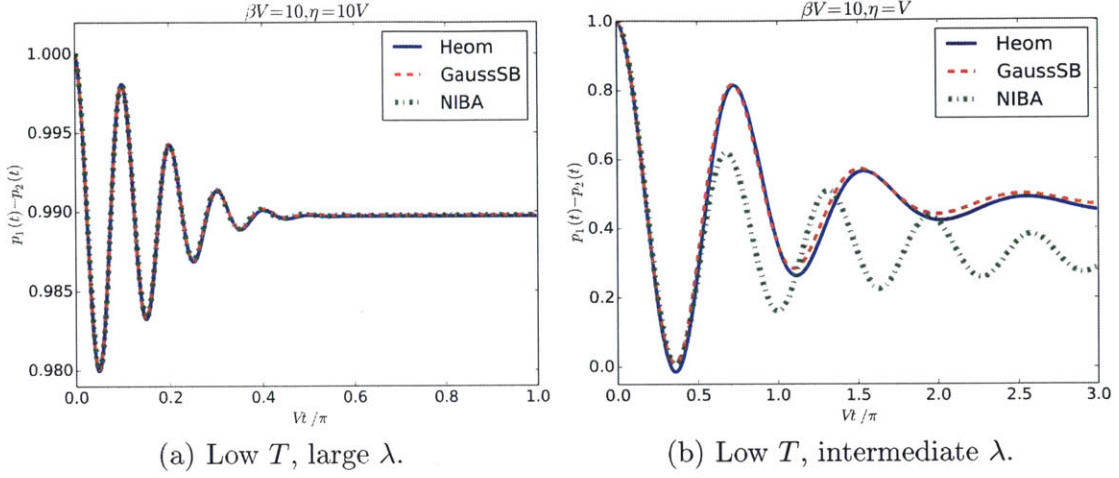 βV=10,η=10V
1.000
0.995
0.990
0.985
0.980
p₁(t)−p₂(t)
Heom
GaussSB
NIBA
0.0 0.2 0.4 0.6 0.8 1.0
Vt/π
(a) Low T, large λ.
βV=10,η=V
1.0
0.8
0.6
0.4
0.2
0.0
p₁(t)−p₂(t)
Heom
GaussSB
NIBA
0.0 0.5 1.0 1.5 2.0 2.5 3.0
Vt/π
(b) Low T, intermediate λ.